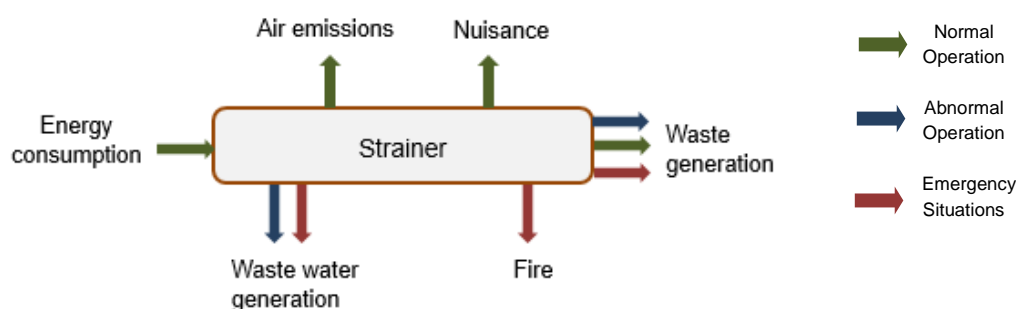 Air emissions
Nuisance
Normal
Operation
Energy
consumption
Strainer
Waste
generation
Abnormal
Operation
Emergency
Situations
Waste water
generation
Fire